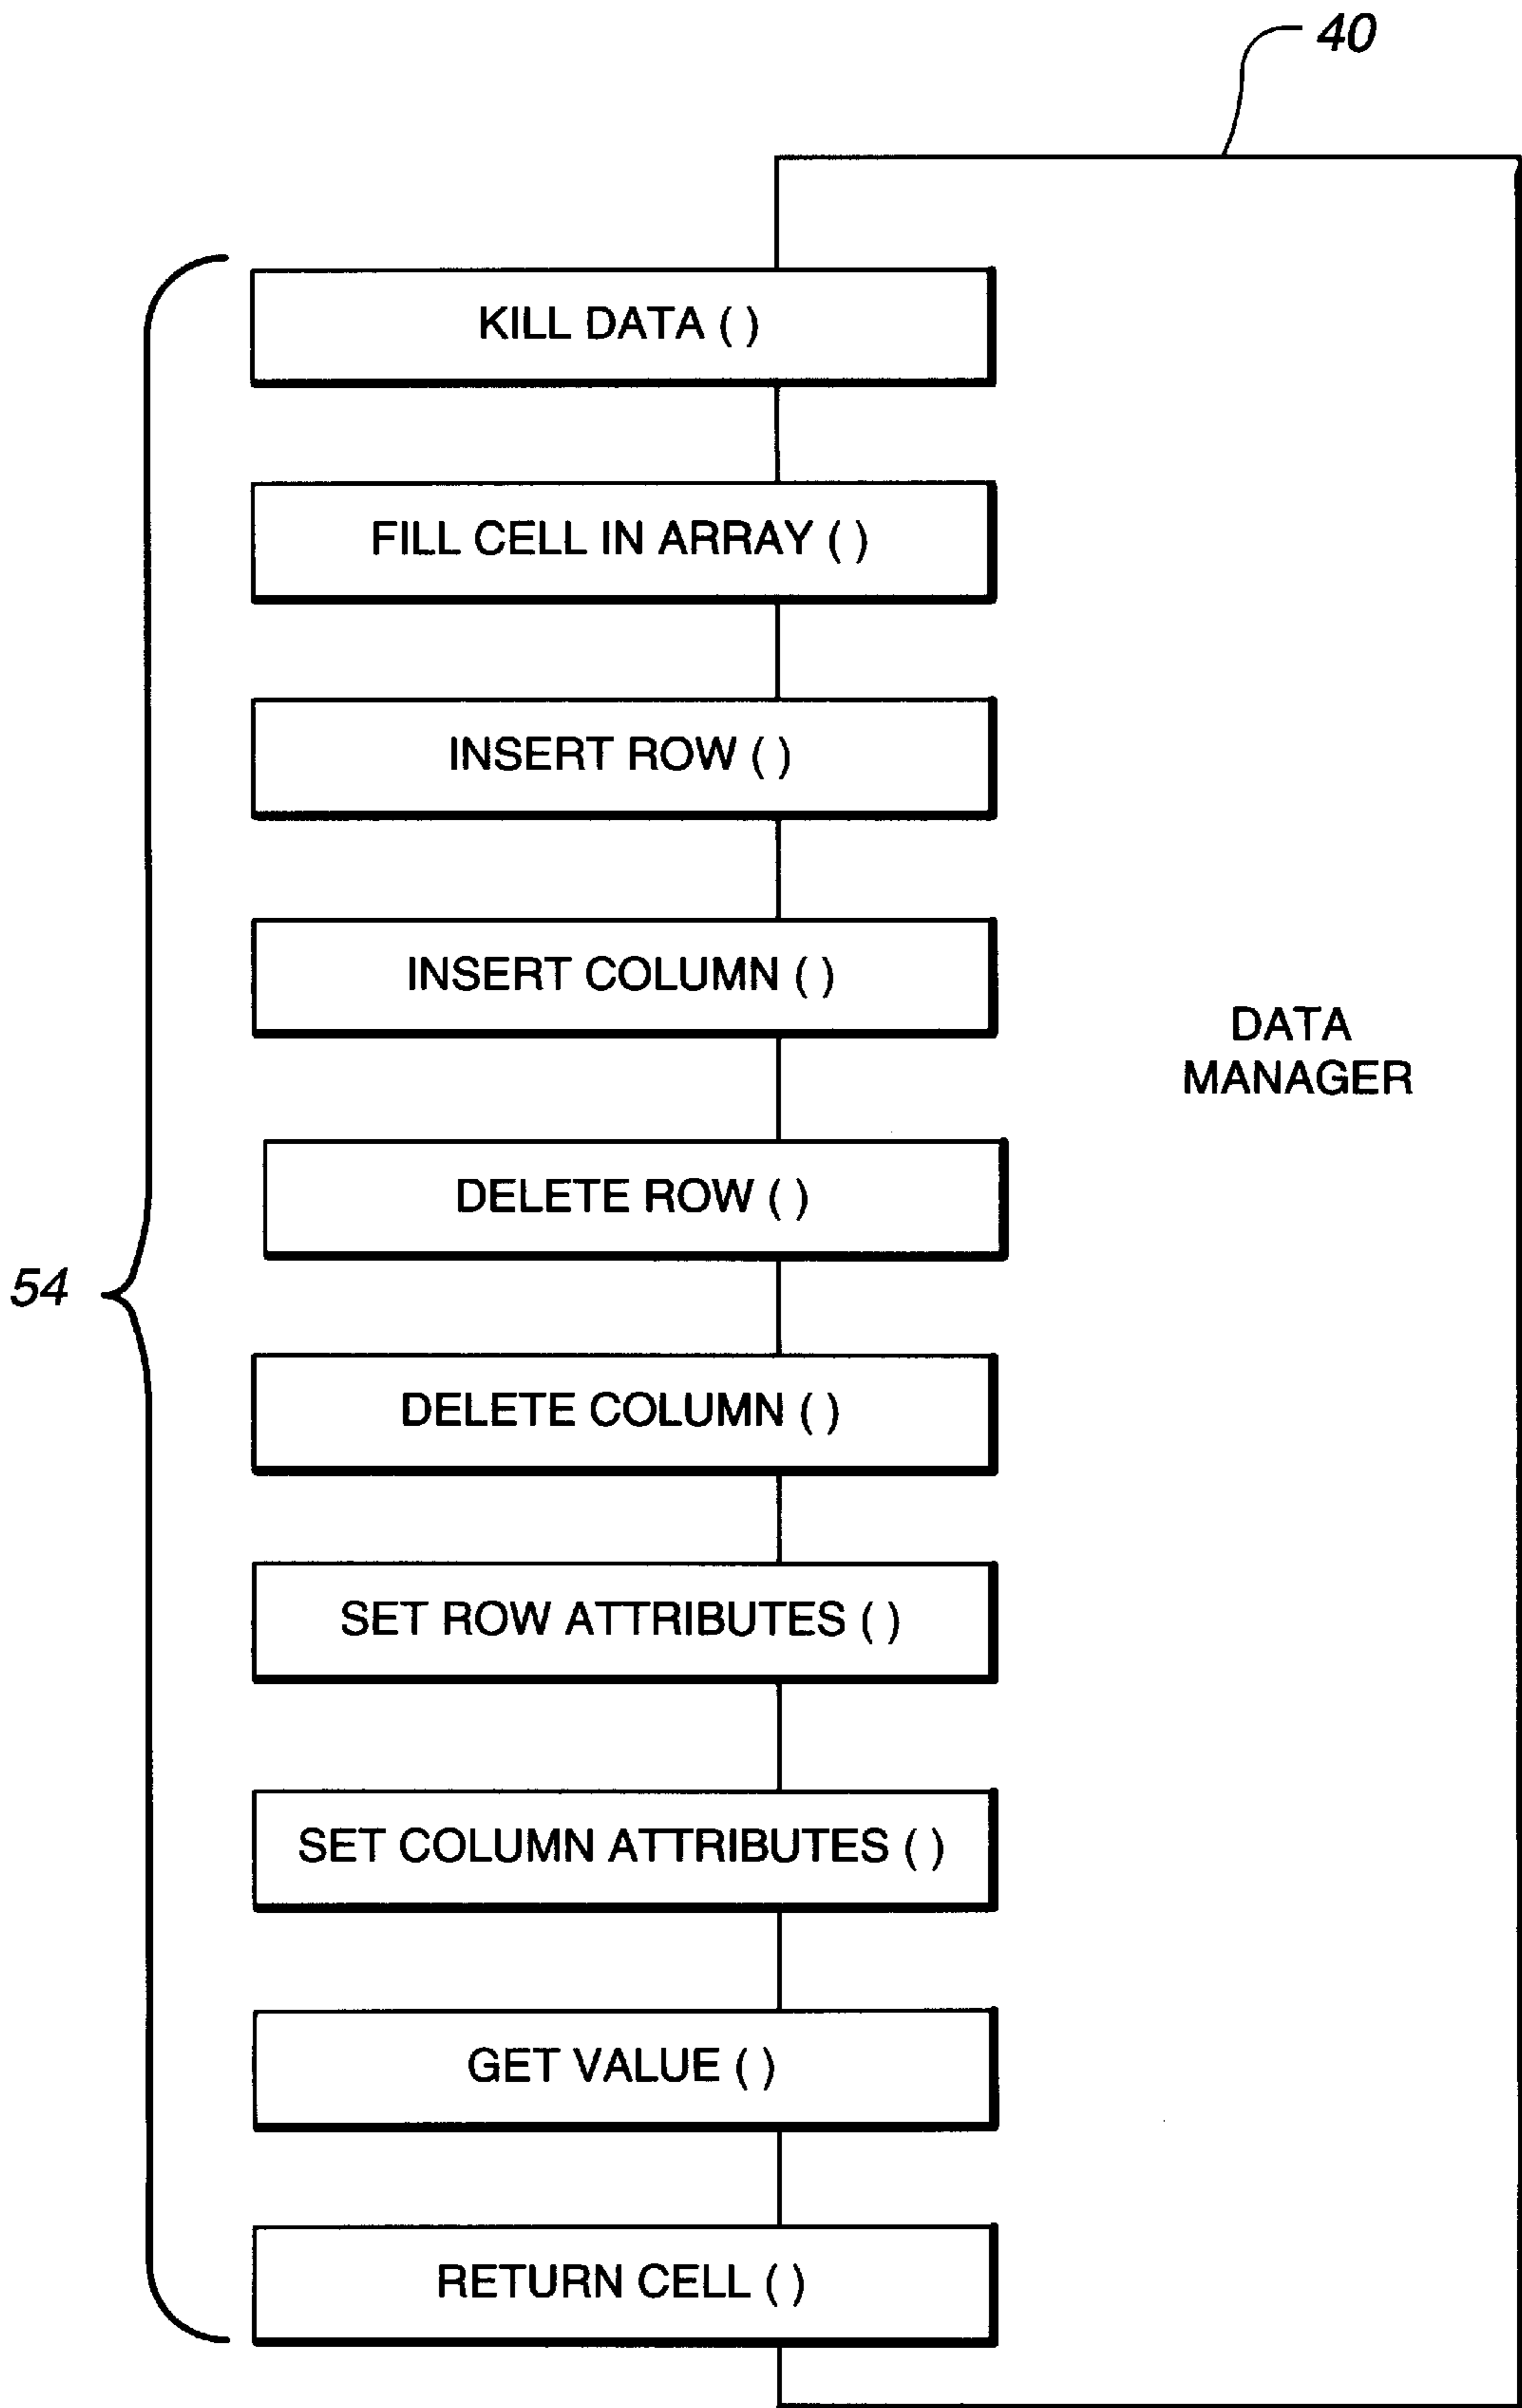 40
KILL DATA ( )
FILL CELL IN ARRAY ( )
INSERT ROW ( )
INSERT COLUMN ( )
DATA
MANAGER
DELETE ROW ( )
54
DELETE COLUMN ( )
SET ROW ATTRIBUTES ( )
SET COLUMN ATTRIBUTES ( )
GET VALUE ( )
RETURN CELL ( )